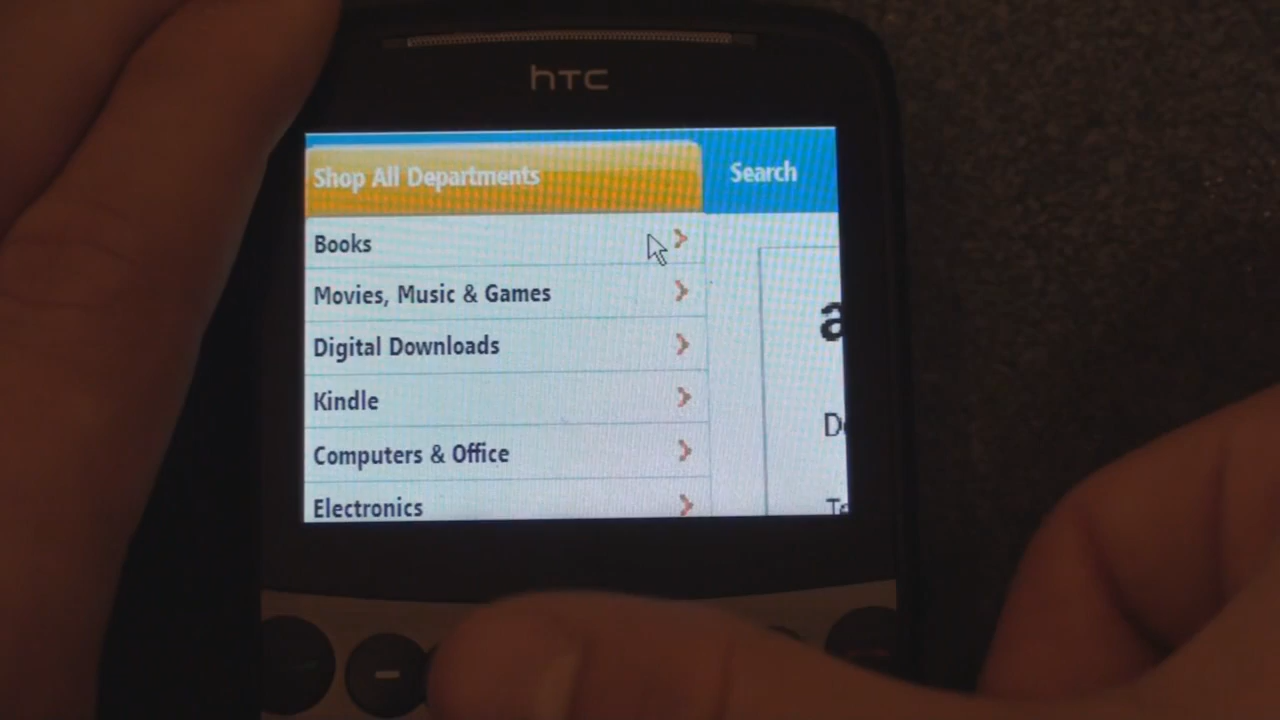 htc
Shop All Departments
Search
Books
Movies, Music & Games
Digital Downloads
Kindle
Computers & Office
Electronics